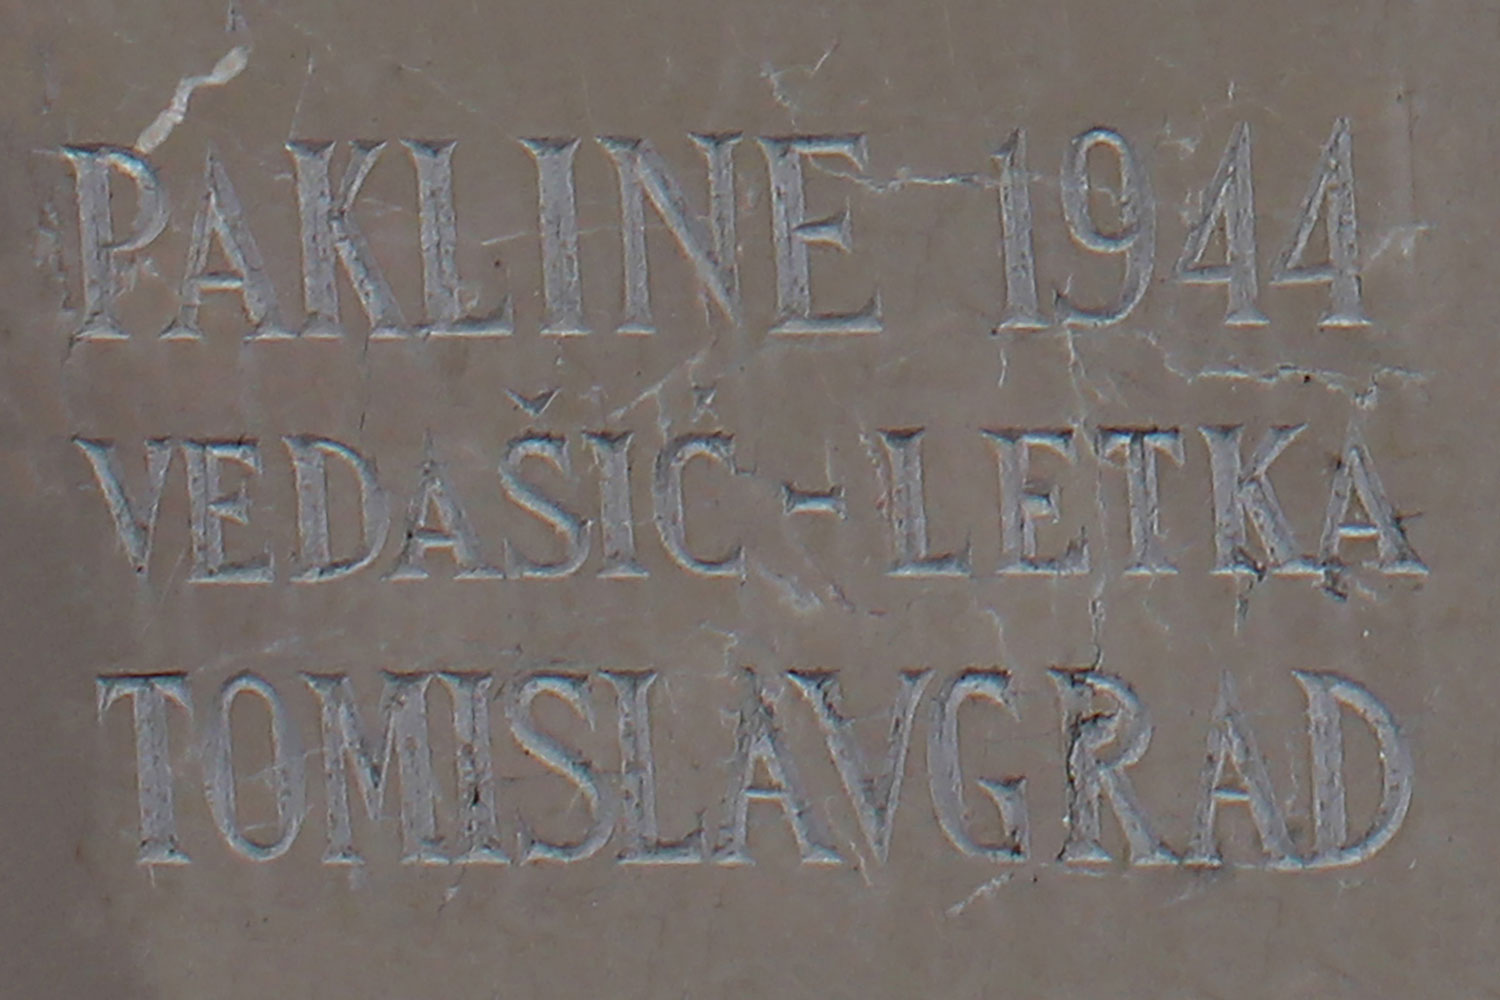 PAKLINE 1944
VEDAŠIĆ-LETKA
TOMISLAVGRAD